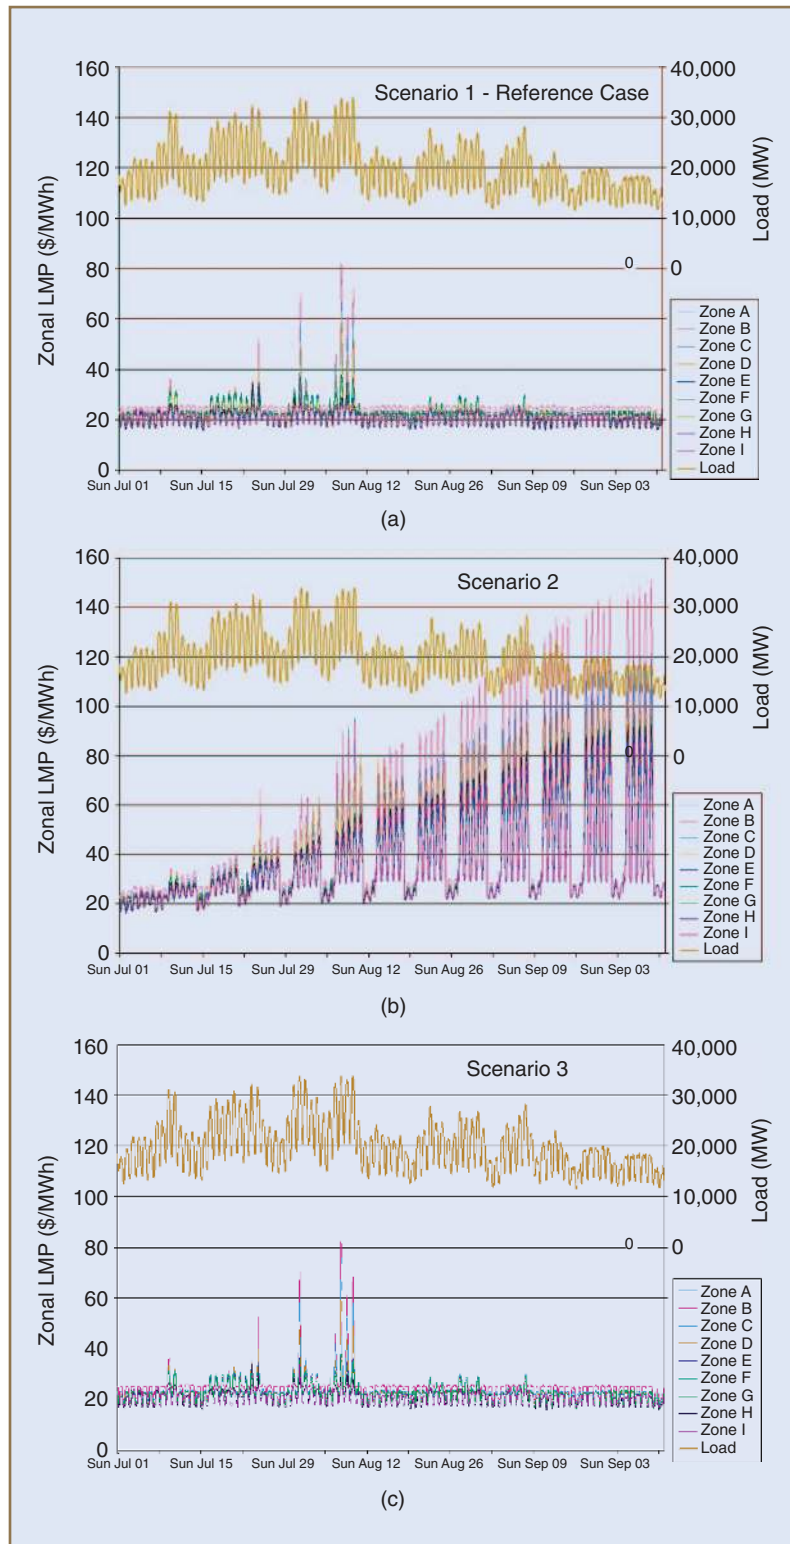 Scenario 1 - Reference Case
Zonal LMP ($/MWh)
160
140
120
100
80
60
40
20
0
40,000
30,000
20,000
10,000
0
0
Load (MW)
Zone A
Zone B
Zone C
Zone D
Zone E
Zone F
Zone G
Zone H
Zone I
Load
Sun Jul 01 Sun Jul 15 Sun Jul 29 Sun Aug 12 Sun Aug 26 Sun Sep 09 Sun Sep 03
(a)
Scenario 2
Zonal LMP ($/MWh)
160
140
120
100
80
60
40
20
0
40,000
30,000
20,000
10,000
0
0
Load (MW)
Zone A
Zone B
Zone C
Zone D
Zone E
Zone F
Zone G
Zone H
Zone I
Load
Sun Jul 01 Sun Jul 15 Sun Jul 29 Sun Aug 12 Sun Aug 26 Sun Sep 09 Sun Sep 03
(b)
Scenario 3
Zonal LMP ($/MWh)
160
140
120
100
80
60
40
20
0
40,000
30,000
20,000
10,000
0
0
Load (MW)
Zone A
Zone B
Zone C
Zone D
Zone E
Zone F
Zone G
Zone H
Zone I
Load
Sun Jul 01 Sun Jul 15 Sun Jul 29 Sun Aug 12 Sun Aug 26 Sun Sep 09 Sun Sep 03
(c)